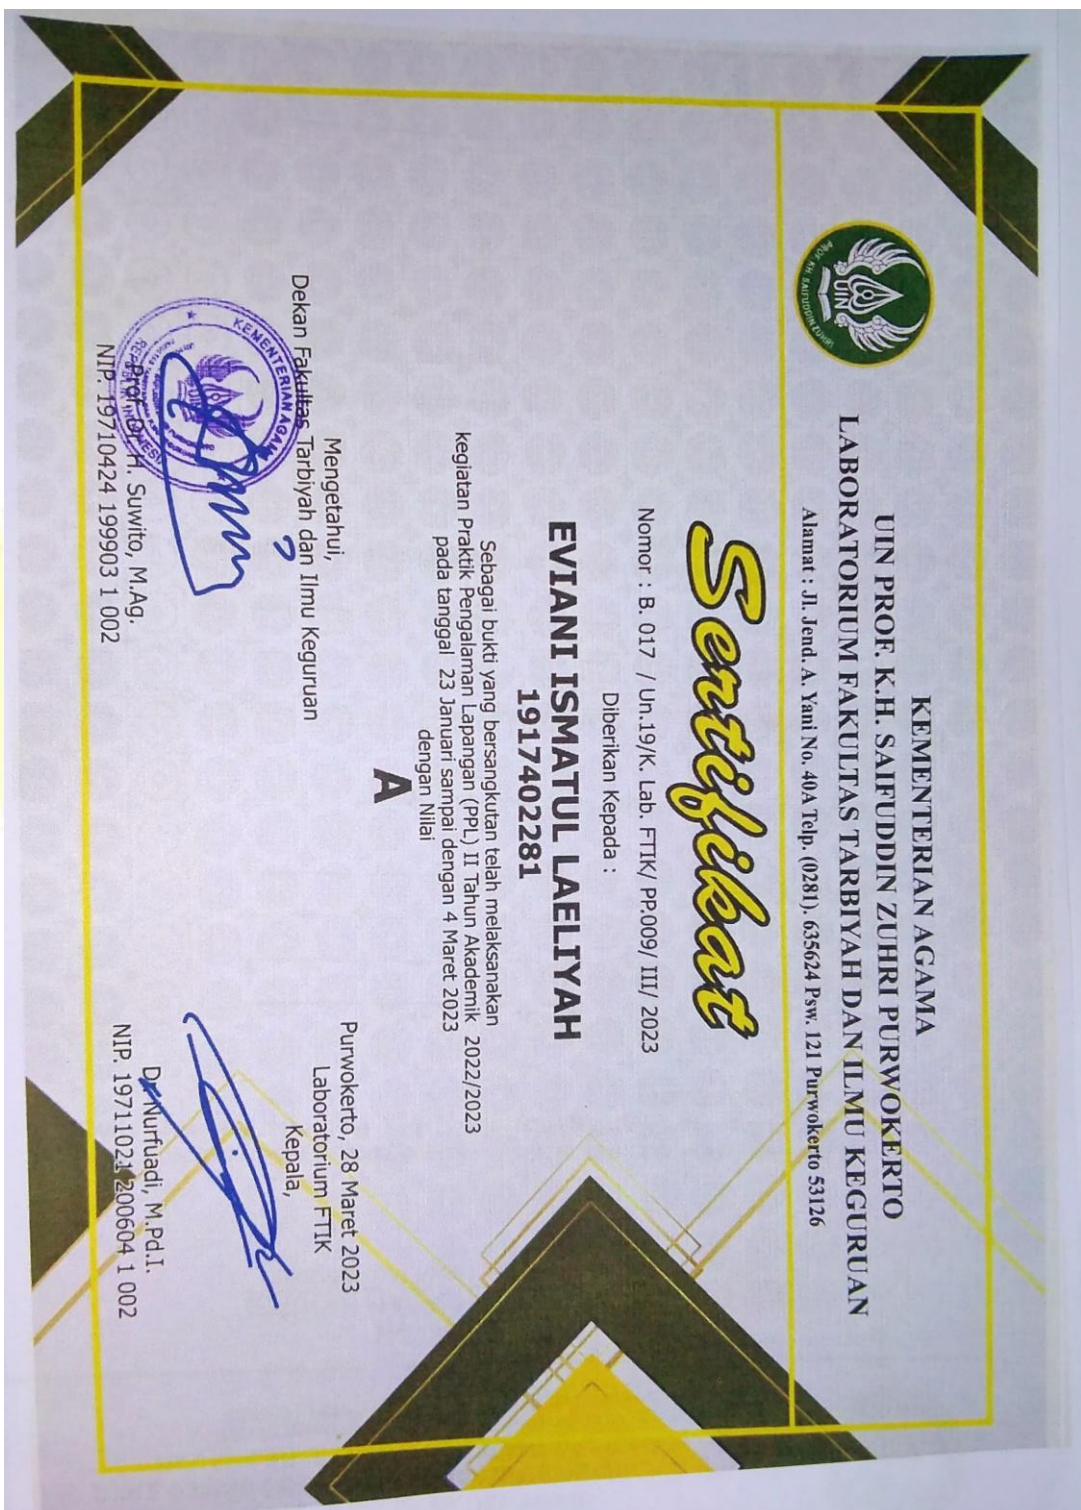 KEMENTERIAN AGAMA
UIN PROF. K.H. SAIFUDDIN ZUHRI PURWOKERTO
LABORATORIUM FAKULTAS TARBIYAH DAN ILMU KEGURUAN
Alamat : Jl. Jend. A. Yani No. 40A Telp. (0281). 635624 Psw. 121 Purwokerto 53126
UIN
PROF. KH. SAIFUDDIN ZUHRI
Sertifikat
Nomor : B. 017 / Un.19/K. Lab. FTIK/ PP.009/ III/ 2023
Diberikan Kepada :
EVIANI ISMATUL LAELIYAH
1917402281
Sebagai bukti yang bersangkutan telah melaksanakan
kegiatan Praktik Pengalaman Lapangan (PPL) II Tahun Akademik 2022/2023
pada tanggal 23 Januari sampai dengan 4 Maret 2023
dengan Nilai
A
Mengetahui,
Dekan Fakultas Tarbiyah dan Ilmu Keguruan
KEMENTERIAN AGAMA
Prof. Dr. H. Suwito, M.Ag.
NIP. 19710424 199903 1 002
Purwokerto, 28 Maret 2023
Laboratorium FTIK
Kepala,
Dr. Nurfuadi, M.Pd.I.
NIP. 19711021 200604 1 002